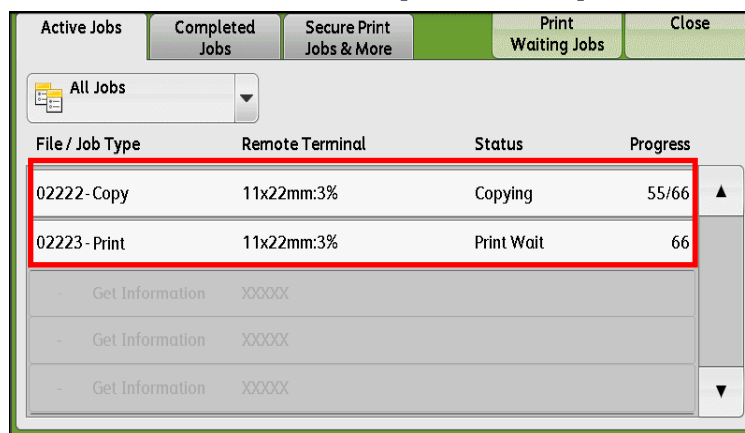 Active Jobs
Completed Jobs
Secure Print Jobs & More
Print Waiting Jobs
Close
All Jobs
File / Job Type Remote Terminal Status Progress
02222-Copy 11x22mm:3% Copying 55/66
02223-Print 11x22mm:3% Print Wait 66
- Get Information XXXXX
- Get Information XXXXX
- Get Information XXXXX